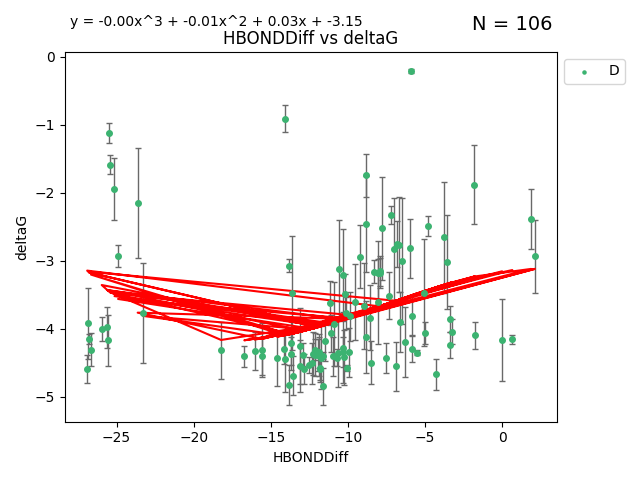 y = -0.00x^3 + -0.01x^2 + 0.03x + -3.15
N = 106
HBONDDiff vs deltaG
D
deltaG
0
−1
−2
−3
−4
−5
−25
−20
−15
−10
−5
0
HBONDDiff